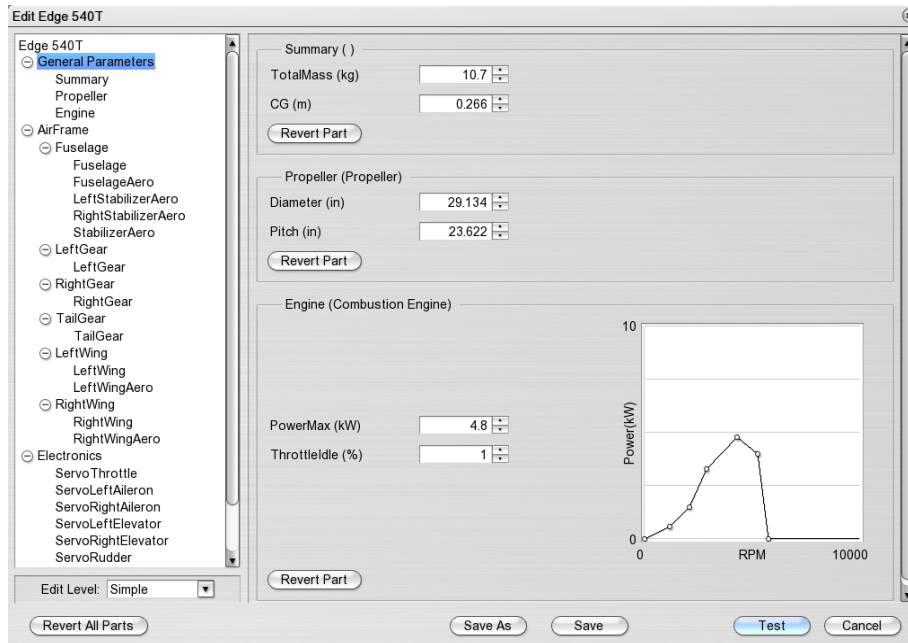 Edit Edge 540T
Edge 540T
General Parameters
Summary
Propeller
Engine
AirFrame
Fuselage
Fuselage
FuselageAero
LeftStabilizerAero
RightStabilizerAero
StabilizerAero
LeftGear
LeftGear
RightGear
RightGear
TailGear
TailGear
LeftWing
LeftWing
LeftWingAero
RightWing
RightWing
RightWingAero
Electronics
ServoThrottle
ServoLeftAileron
ServoRightAileron
ServoLeftElevator
ServoRightElevator
ServoRudder
Edit Level: Simple
Summary ( )
TotalMass (kg) 10.7
CG (m) 0.266
Revert Part
Propeller (Propeller)
Diameter (in) 29.134
Pitch (in) 23.622
Revert Part
Engine (Combustion Engine)
PowerMax (kW) 4.8
ThrottleIdle (%) 1
10
Power(kW)
0
0 RPM 10000
Revert Part
Revert All Parts Save As Save Test Cancel